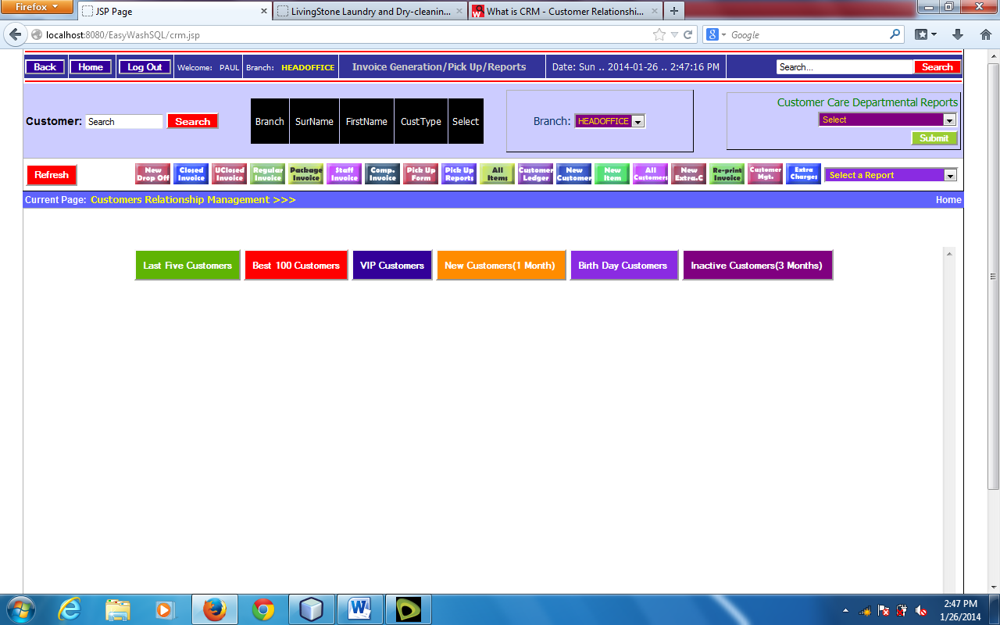 Firefox
JSP Page
LivingStone Laundry and Dry-cleanin...
What is CRM - Customer Relationshi...
localhost:8080/EasyWashSQL/crm.jsp
Google
Back
Home
Log Out
Welcome: PAUL
Branch: HEADOFFICE
Invoice Generation/Pick Up/Reports
Date: Sun .. 2014-01-26 .. 2:47:16 PM
Search...
Search
Customer:
Search
Search
Branch
SurName
FirstName
CustType
Select
Branch:
HEADOFFICE
Customer Care Departmental Reports
Select
Submit
Refresh
New
Drop Off
Closed
Invoice
UClosed
Invoice
Regular
Invoice
Package
Invoice
Staff
Invoice
Comp.
Invoice
Pick Up
Form
Pick Up
Reports
All
Items
Customer
Ledger
New
Customer
New
Item
All
Customers
New
Extra.C
Re-print
Invoice
Customer
Mgt.
Extra
Charges
Select a Report
Current Page: Customers Relationship Management >>>
Home
Last Five Customers
Best 100 Customers
VIP Customers
New Customers(1 Month)
Birth Day Customers
Inactive Customers(3 Months)
2:47 PM
1/26/2014